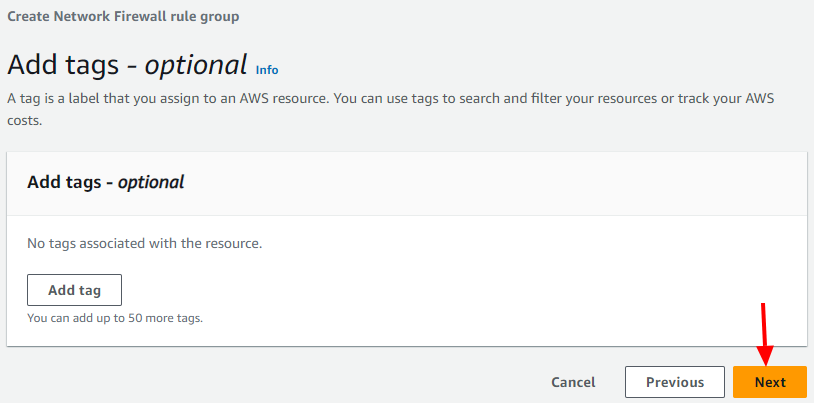 Create Network Firewall rule group
Add tags - optional Info
A tag is a label that you assign to an AWS resource. You can use tags to search and filter your resources or track your AWS
costs.
Add tags - optional
No tags associated with the resource.
Add tag
You can add up to 50 more tags.
Cancel Previous Next